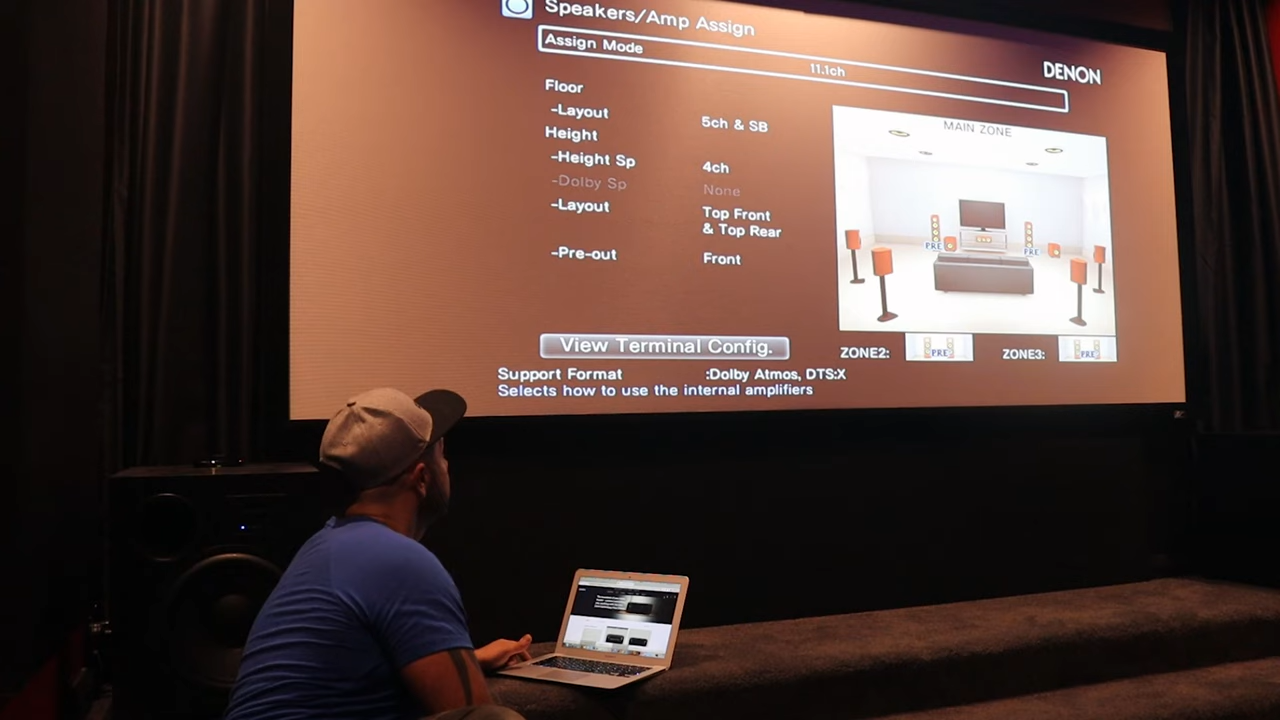 Speakers/Amp Assign
Assign Mode 11.1ch
DENON
Floor
-Layout 5ch & SB
Height
-Height Sp 4ch
-Dolby Sp None
-Layout Top Front
& Top Rear
-Pre-out Front
MAIN ZONE
PRE PRE
View Terminal Config.
ZONE2: PRE ZONE3: PRE
Support Format :Dolby Atmos, DTS:X
Selects how to use the internal amplifiers